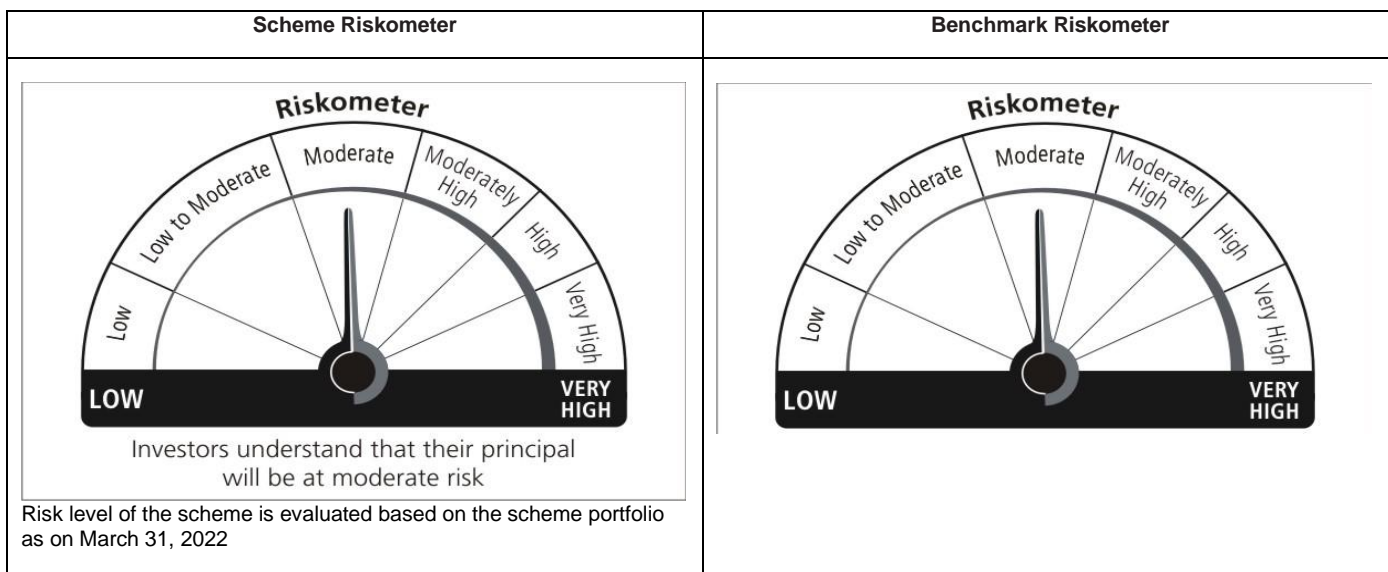 Scheme Riskometer
Benchmark Riskometer
Riskometer
Low
Low to Moderate
Moderate
Moderately
High
High
Very High
LOW
VERY
HIGH
Investors understand that their principal
will be at moderate risk
Risk level of the scheme is evaluated based on the scheme portfolio
as on March 31, 2022
Riskometer
Low
Low to Moderate
Moderate
Moderately
High
High
Very High
LOW
VERY
HIGH